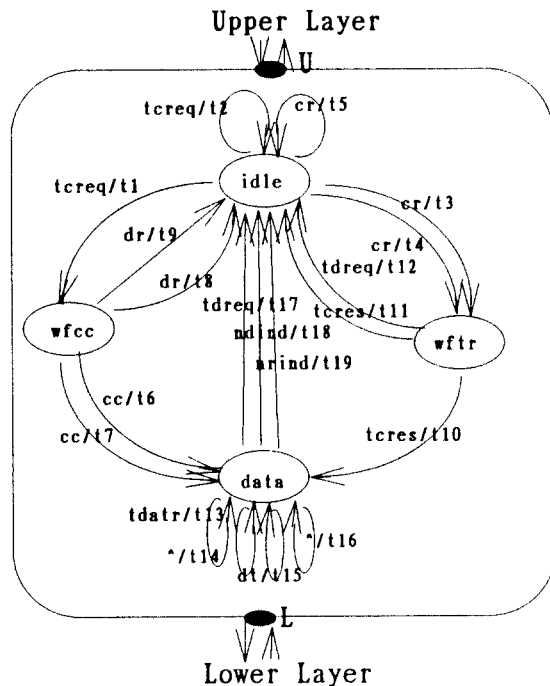 Upper Layer
U
tcreq/t2
cr/t5
tcreq/t1
idle
cr/t3
dr/t9
cr/t4
dr/t8
tdreq/t12
tdreq/t17
tcres/t11
wfcc
ndind/t18
wftr
nrind/t19
cc/t6
cc/t7
tcres/t10
data
tdatr/t13
^/t14
^/t16
dt/t15
L
Lower Layer